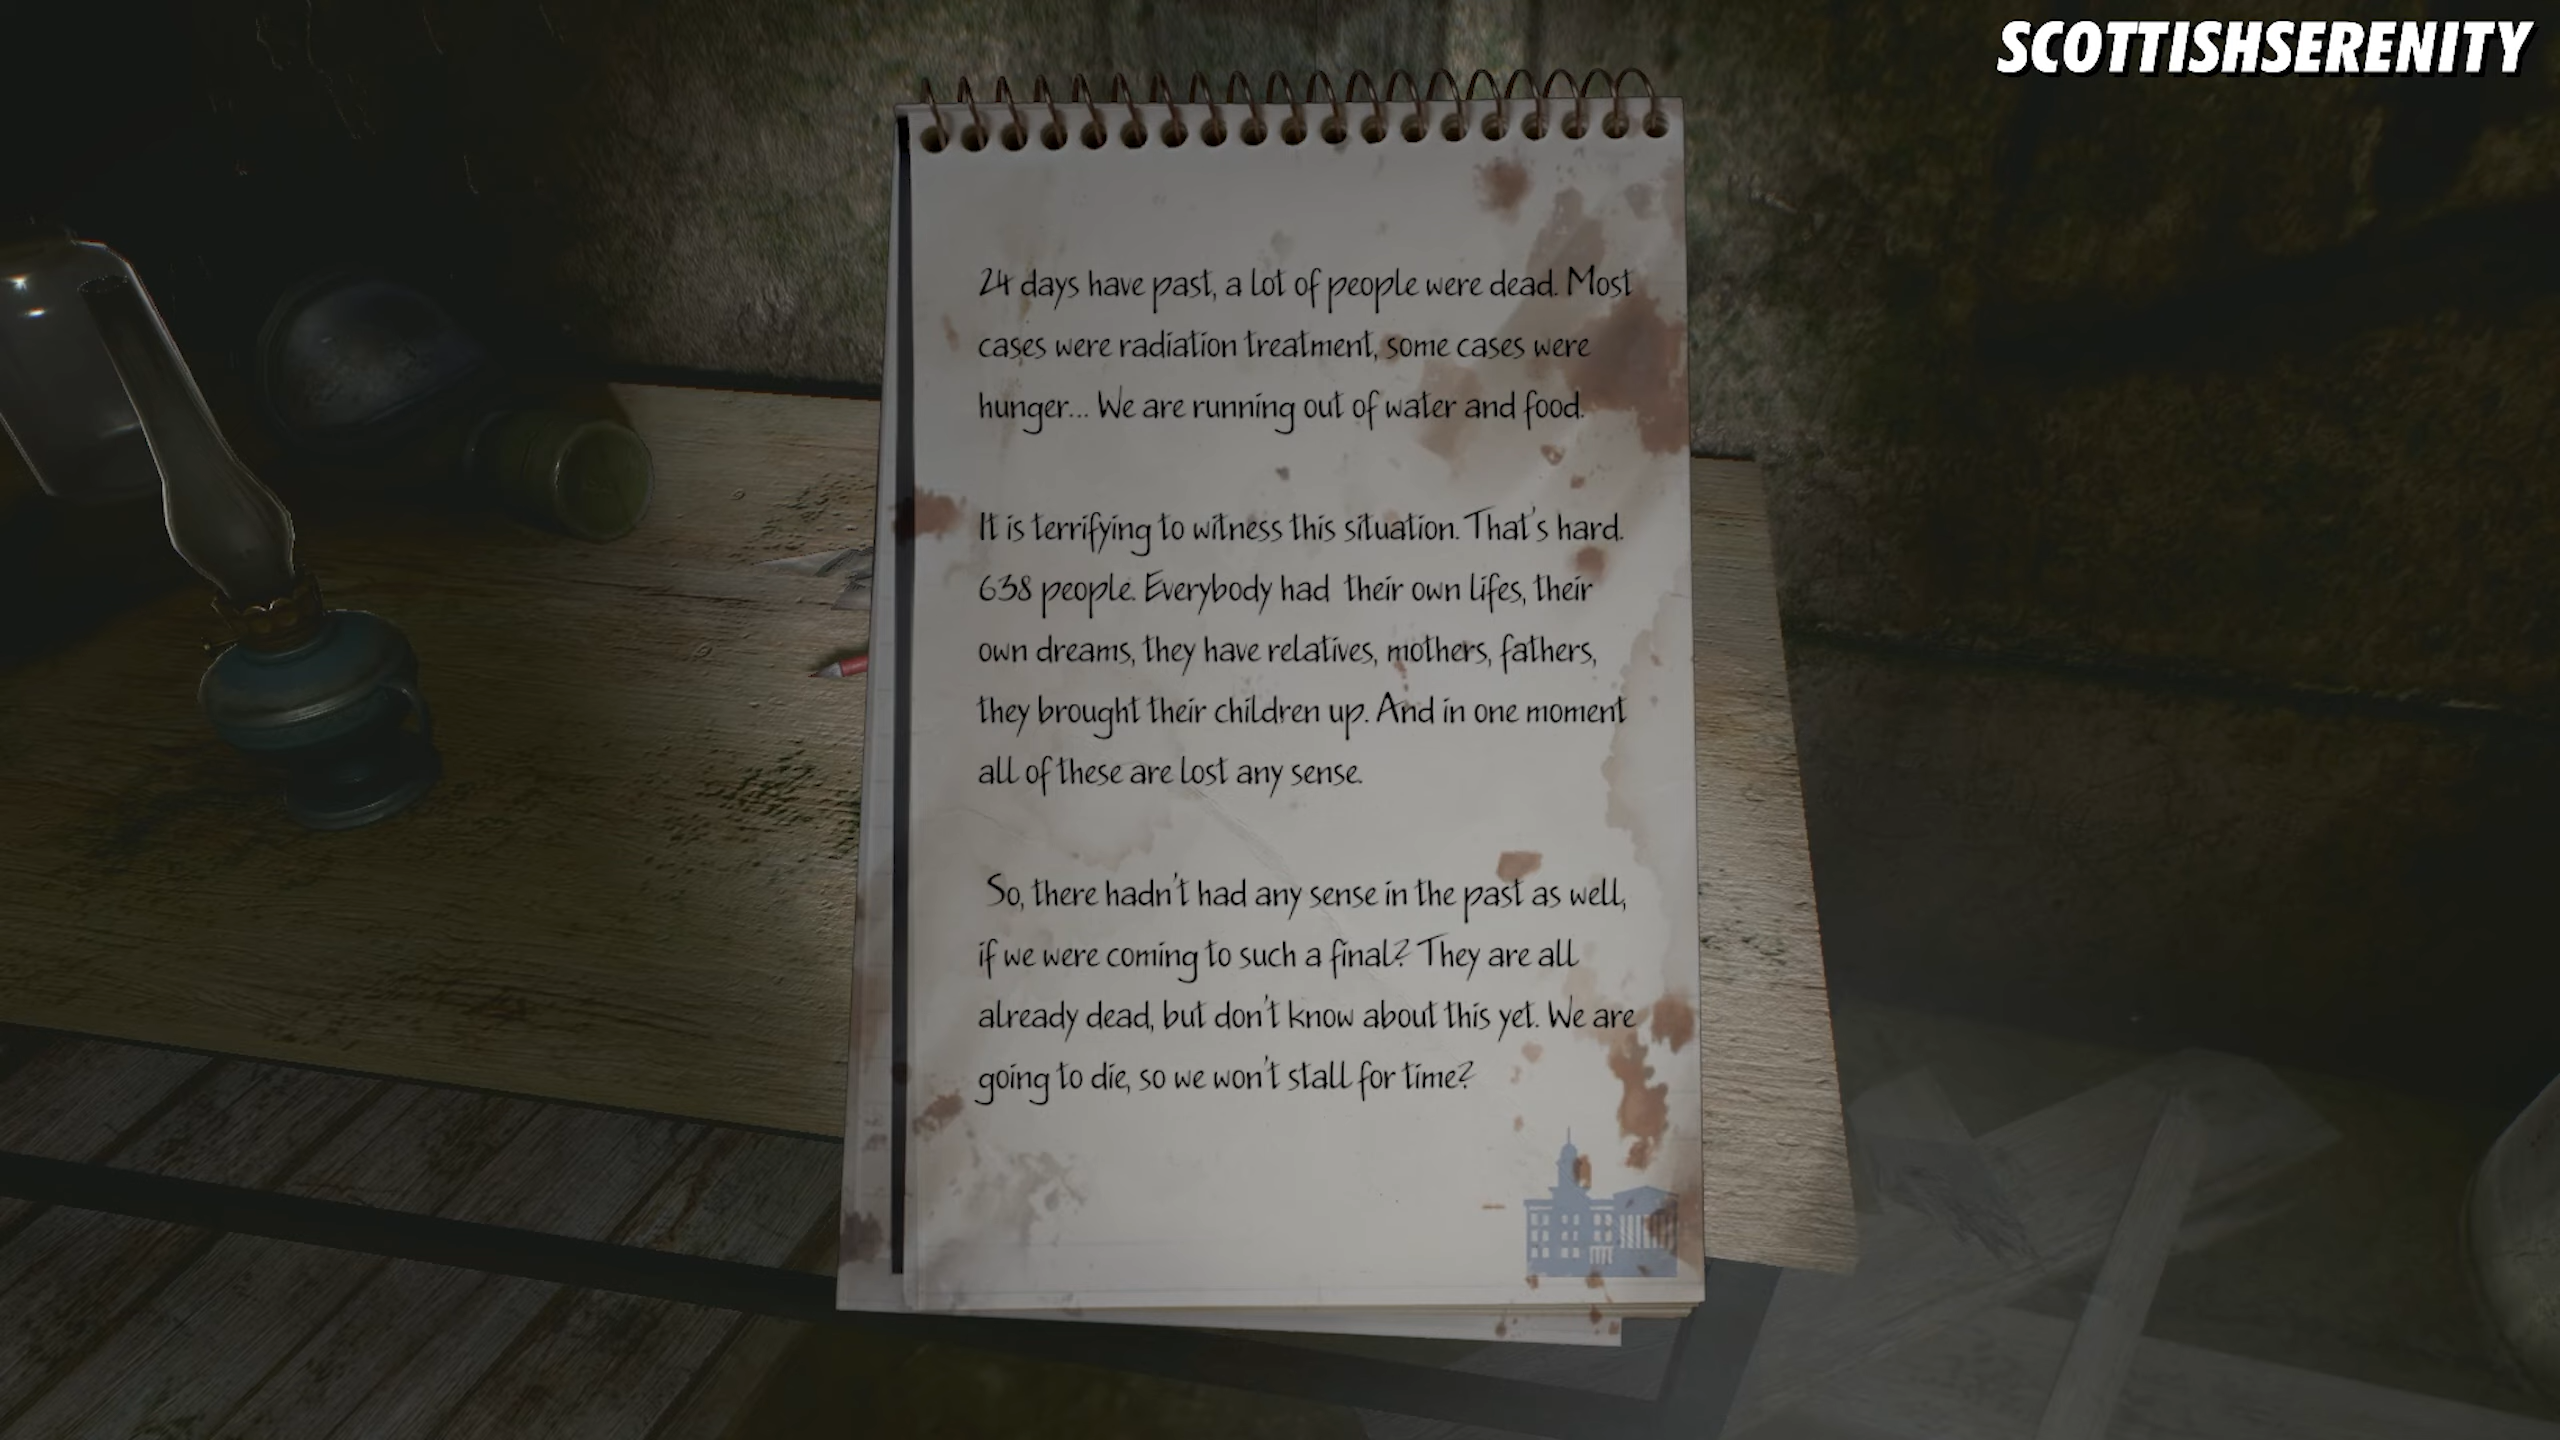 SCOTTISHSERENITY
24 days have past, a lot of people were dead. Most
cases were radiation treatment, some cases were
hunger... We are running out of water and food.
It is terrifying to witness this situation. That's hard.
638 people. Everybody had their own lifes, their
own dreams, they have relatives, mothers, fathers,
they brought their children up. And in one moment
all of these are lost any sense.
So, there hadn't had any sense in the past as well,
if we were coming to such a final? They are all
already dead, but don't know about this yet. We are
going to die, so we won't stall for time?